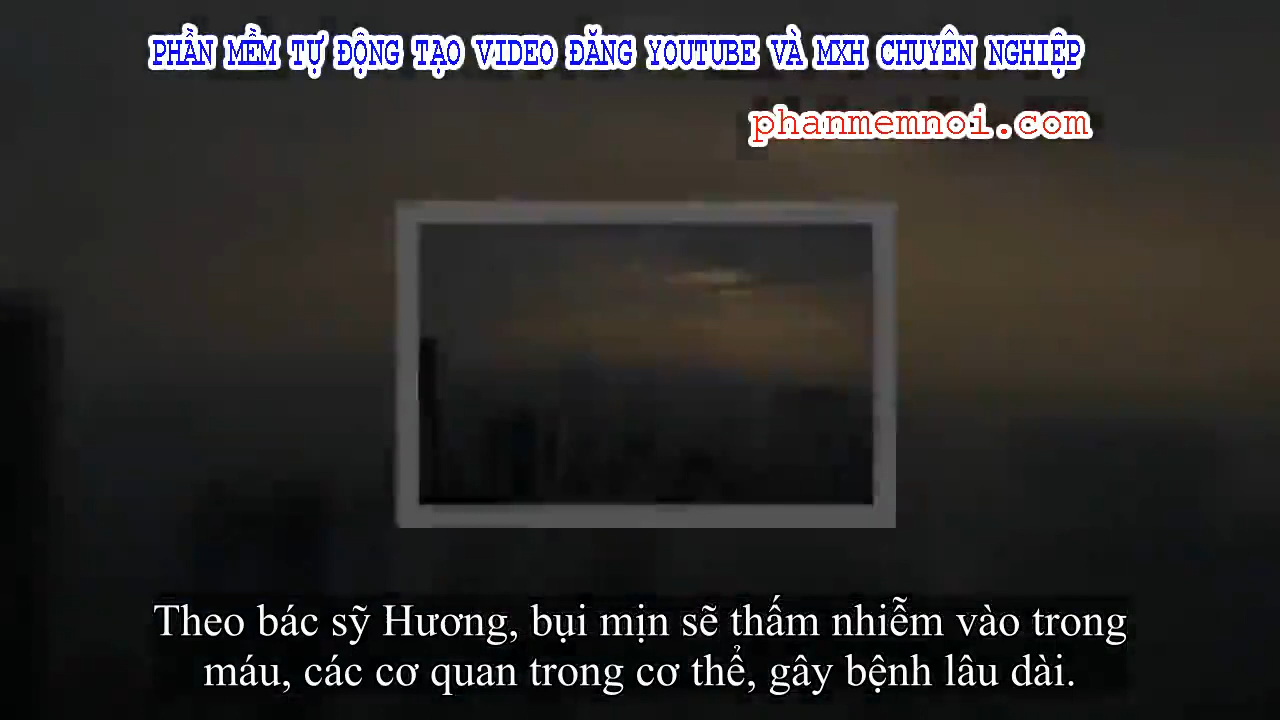 PHẦN MỀM TỰ ĐỘNG TẠO VIDEO ĐĂNG YOUTUBE VÀ MXH CHUYÊN NGHIỆP
phanmemnoi.com
Theo bác sỹ Hương, bụi mịn sẽ thấm nhiễm vào trong
máu, các cơ quan trong cơ thể, gây bệnh lâu dài.